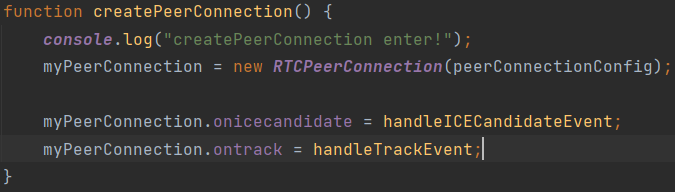 function createPeerConnection() {
    console.log("createPeerConnection enter!");
    myPeerConnection = new RTCPeerConnection(peerConnectionConfig);

    myPeerConnection.onicecandidate = handleICECandidateEvent;
    myPeerConnection.ontrack = handleTrackEvent;
}